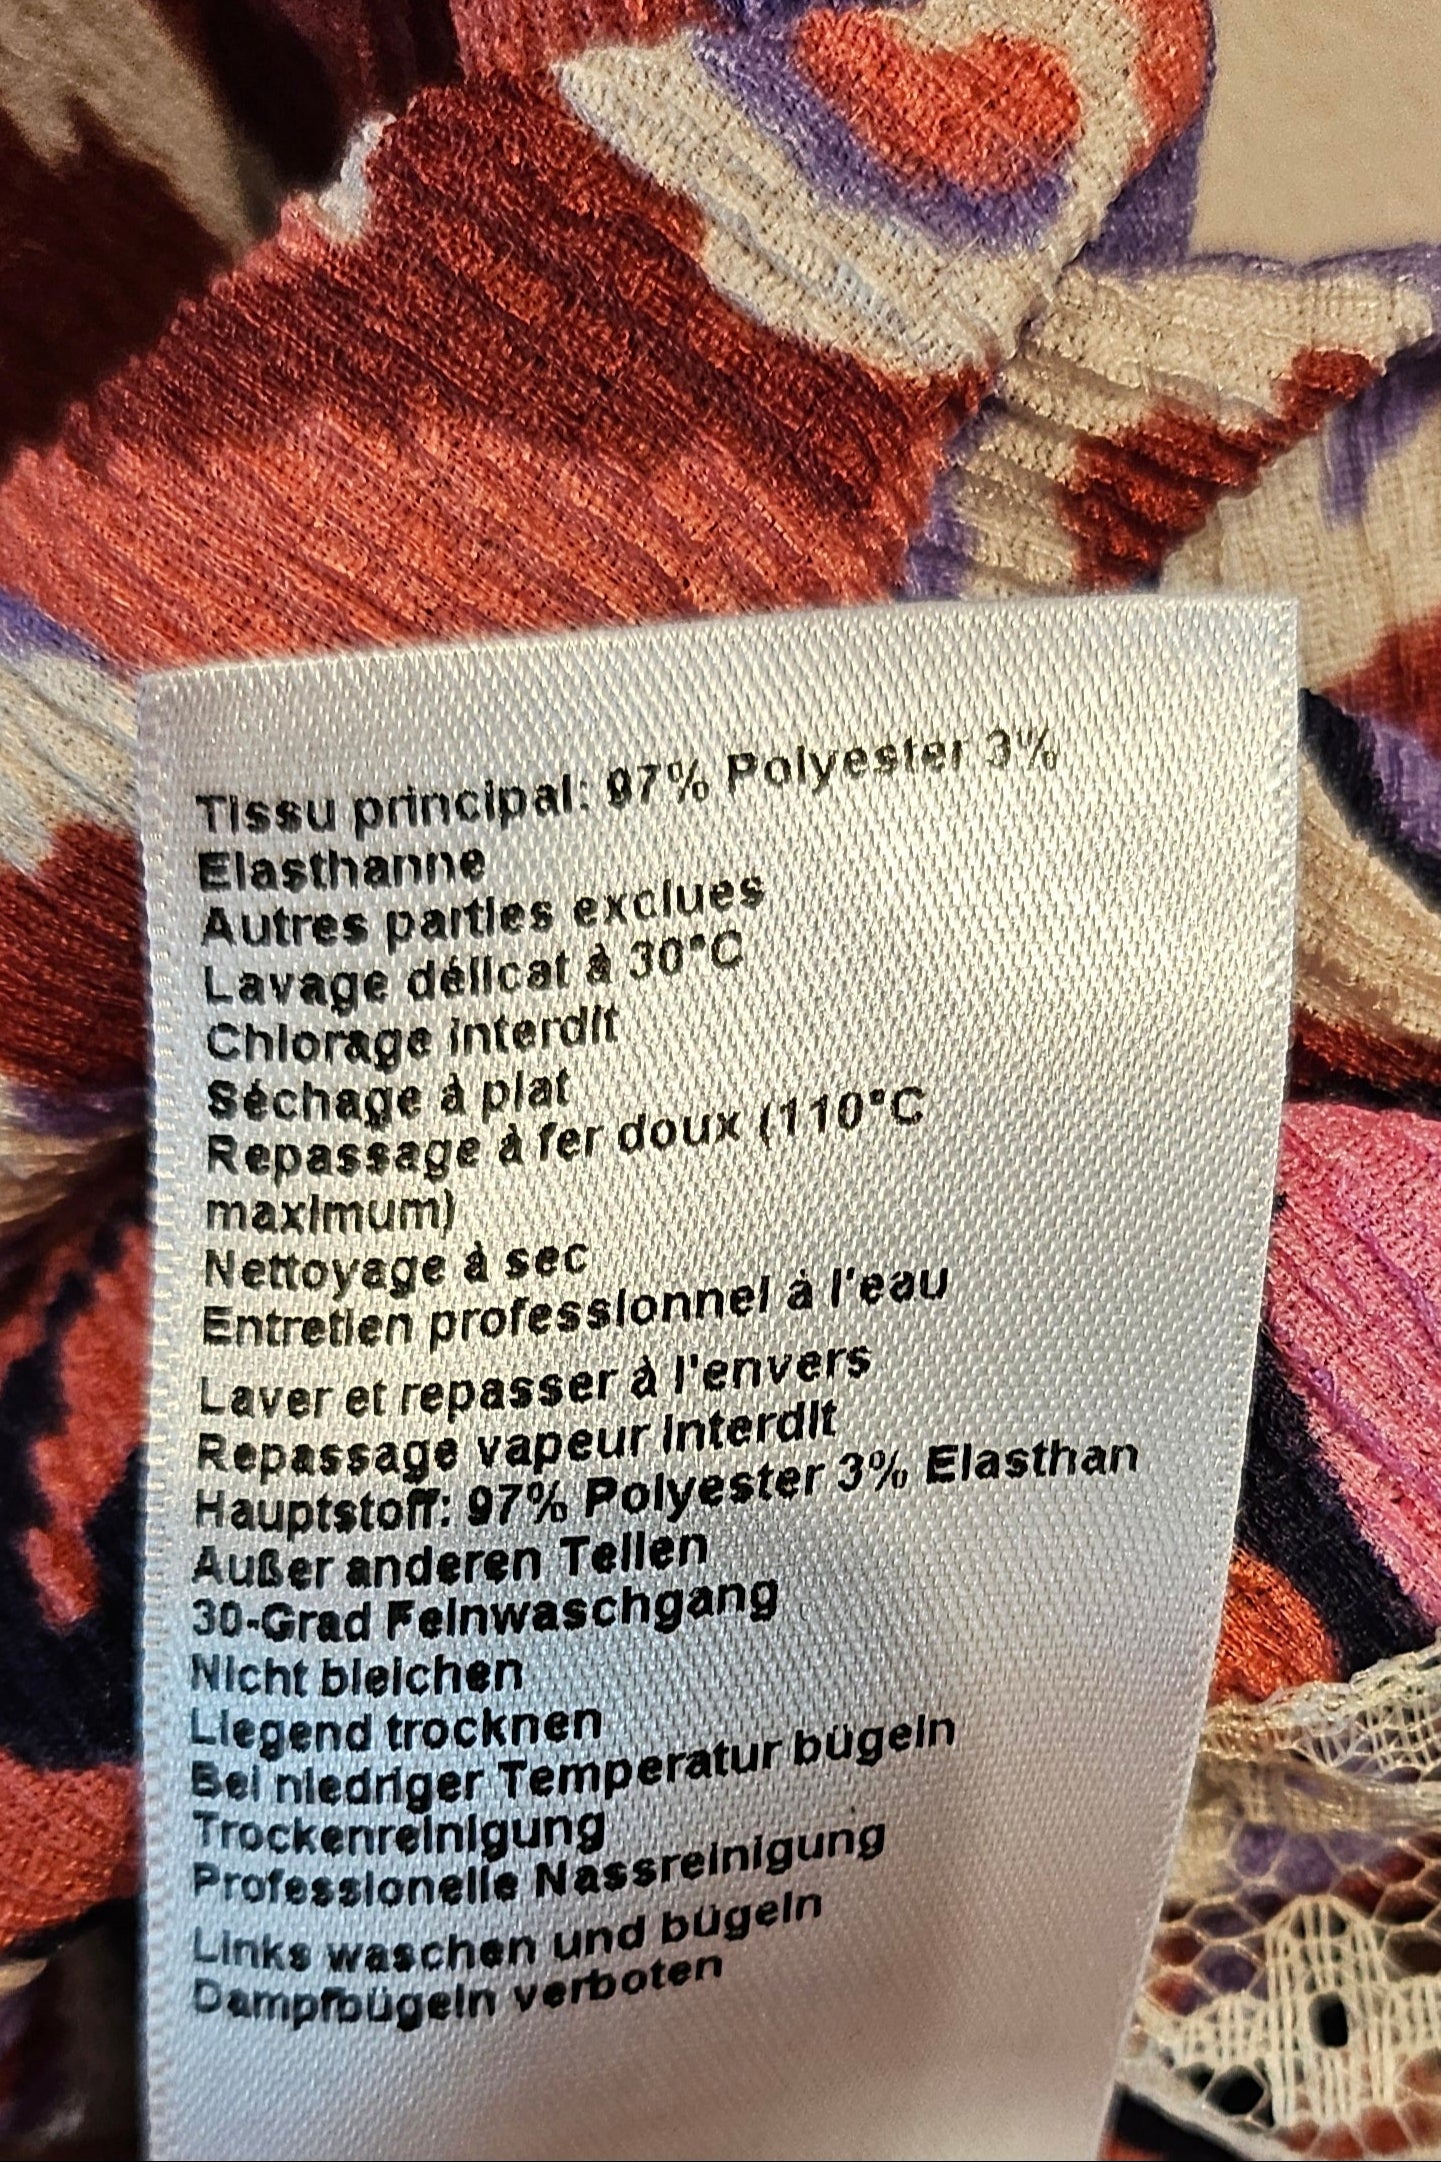 Tissu principal: 97% Polyester 3%
Elasthanne
Autres parties exclues
Lavage délicat à 30°C
Chlorage interdit
Séchage à plat
Repassage à fer doux (110°C
maximum)
Nettoyage à sec
Entretien professionnel à l'eau
Laver et repasser à l'envers
Repassage vapeur interdit
Hauptstoff: 97% Polyester 3% Elasthan
Außer anderen Teilen
30-Grad Feinwaschgang
Nicht bleichen
Liegend trocknen
Bei niedriger Temperatur bügeln
Trockenreinigung
Professionelle Nassreinigung
Links waschen und bügeln
Dampfbügeln verboten